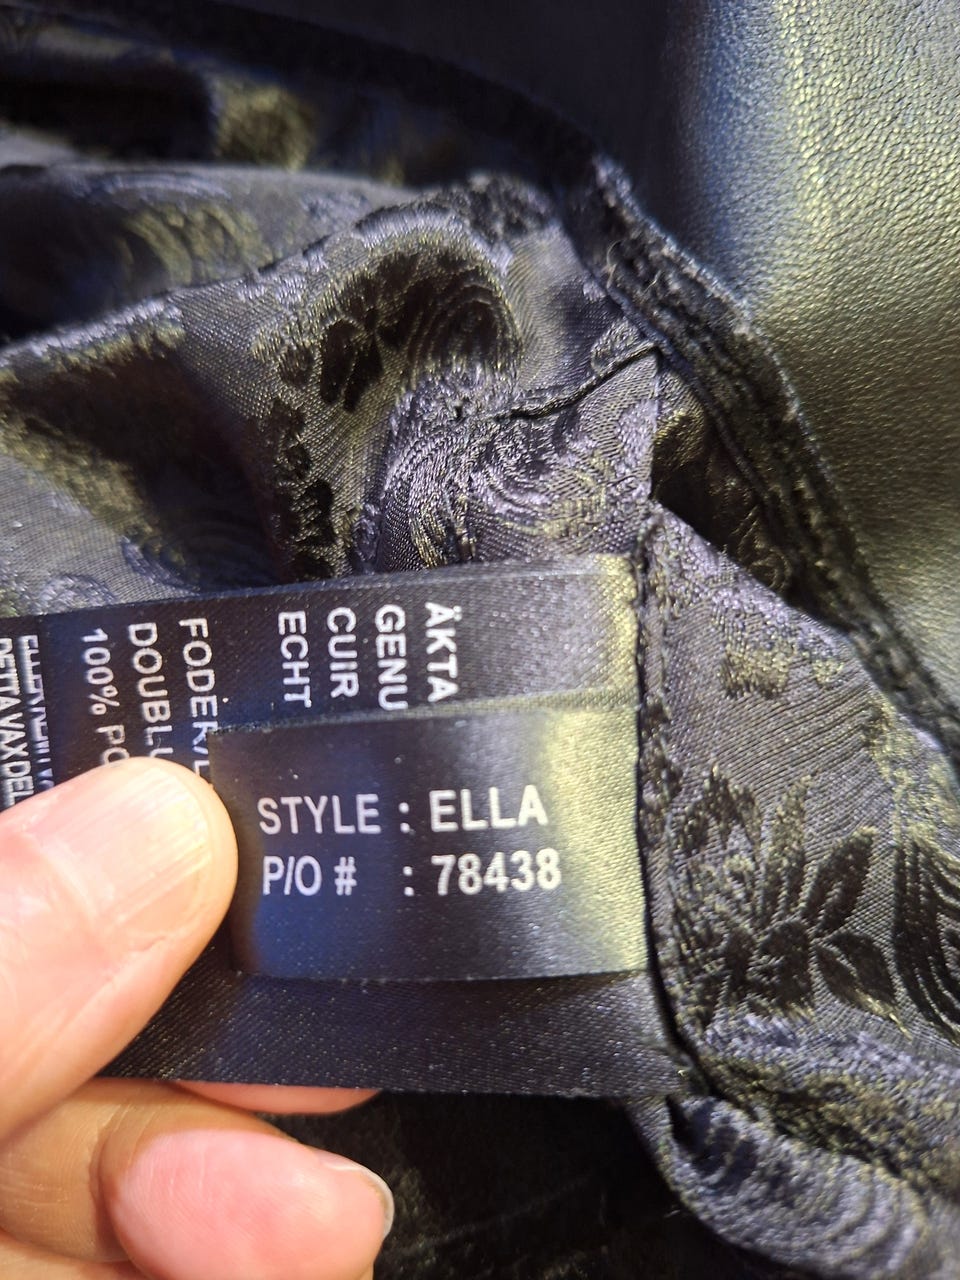 STYLE : ELLA
P/O # : 78438
ÄKTA
GENU
CUIR
ECHT
FODER/L
DOUBL
100% PO